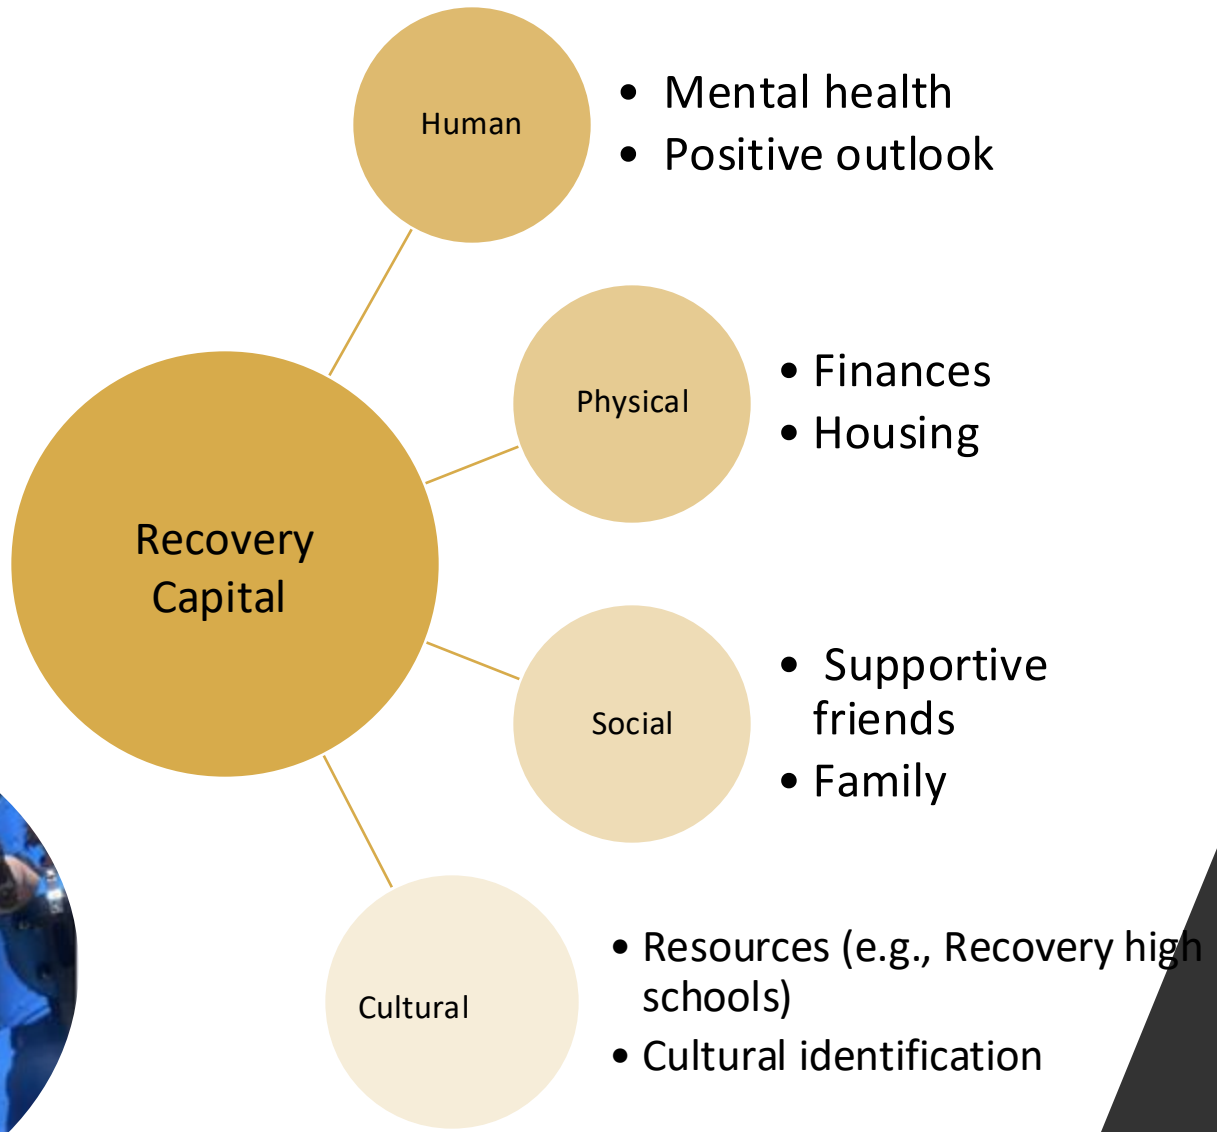 Human
• Mental health
• Positive outlook
Physical
• Finances
• Housing
Recovery
Capital
Social
• Supportive
friends
• Family
Cultural
• Resources (e.g., Recovery high
schools)
• Cultural identification